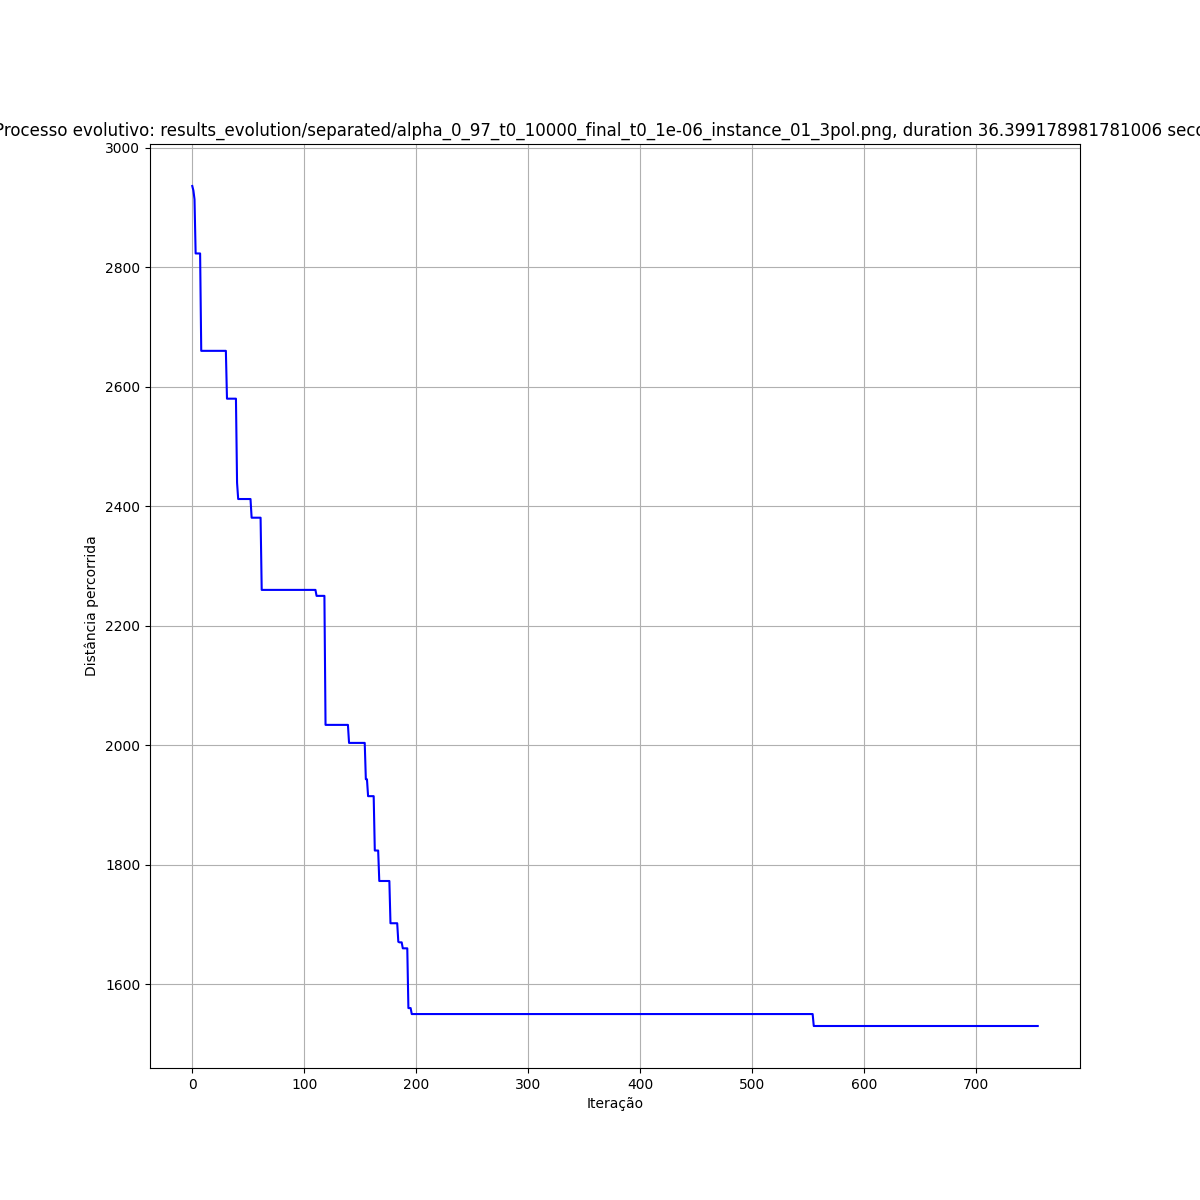 Processo evolutivo: results_evolution/separated/alpha_0_97_t0_10000_final_t0_1e-06_instance_01_3pol.png, duration 36.399178981781006 seco
3000
2800
2600
2400
2200
2000
1800
1600
Distância percorrida
0 100 200 300 400 500 600 700
Iteração